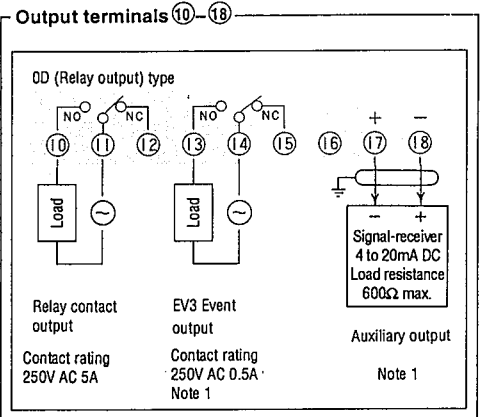 Output terminals ⑩–⑱
0D (Relay output) type
NO NC NO NC + −
10 11 12 13 14 15 16 17 18
Load ~ Load ~ − +
Signal-receiver
4 to 20mA DC
Load resistance
600Ω max.
Relay contact
output
Contact rating
250V AC 5A
EV3 Event
output
Contact rating
250V AC 0.5A
Note 1
Auxiliary output
Note 1